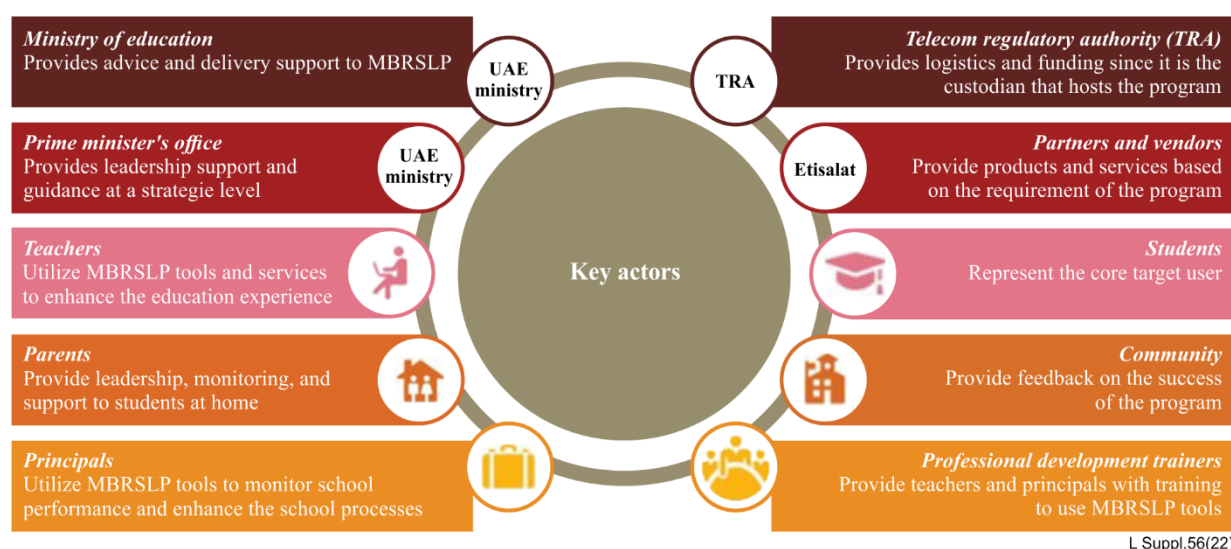 Ministry of education
Provides advice and delivery support to MBRSLP
UAE
ministry
TRA
Telecom regulatory authority (TRA)
Provides logistics and funding since it is the
custodian that hosts the program
Prime minister's office
Provides leadership support and
guidance at a strategic level
UAE
ministry
Etisalat
Partners and vendors
Provide products and services based
on the requirement of the program
Teachers
Utilize MBRSLP tools and services
to enhance the education experience
Key actors
Students
Represent the core target user
Parents
Provide leadership, monitoring, and
support to students at home
Community
Provide feedback on the success
of the program
Principals
Utilize MBRSLP tools to monitor school
performance and enhance the school processes
Professional development trainers
Provide teachers and principals with training
to use MBRSLP tools
L Suppl.56(22